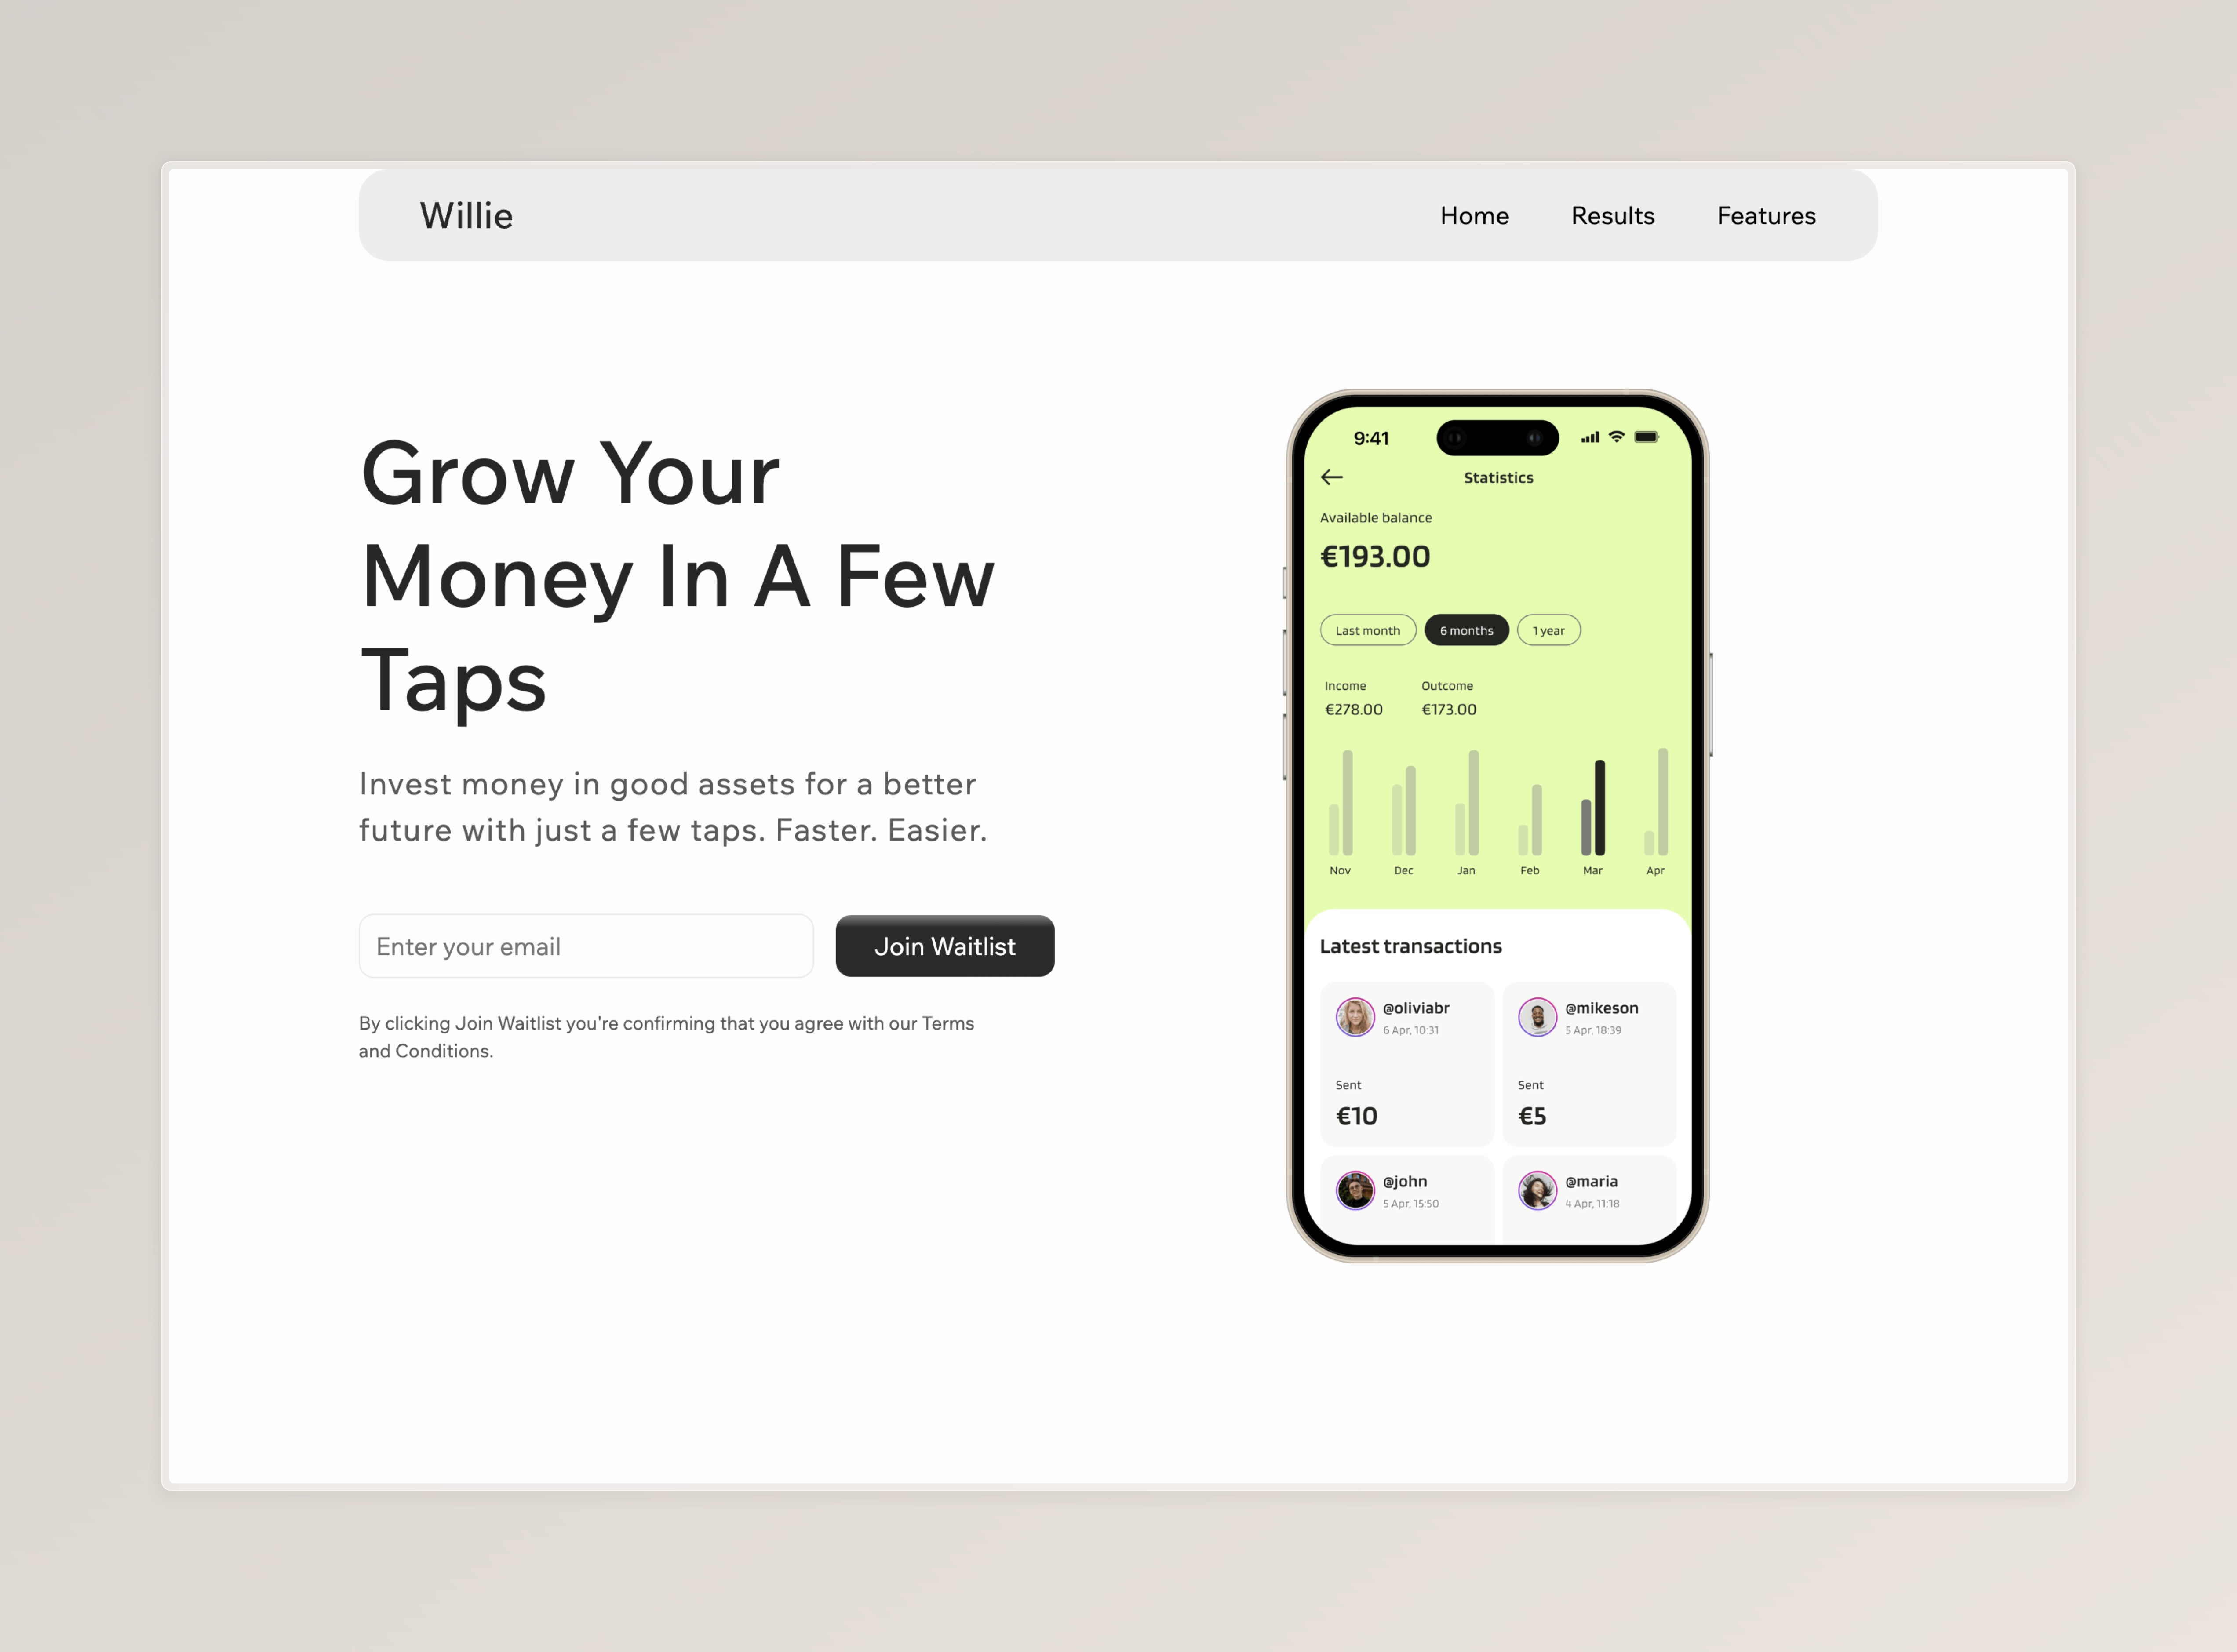 Willie
Home
Results
Features
Grow Your
Money In A Few
Taps
Invest money in good assets for a better
future with just a few taps. Faster. Easier.
Enter your email
Join Waitlist
By clicking Join Waitlist you're confirming that you agree with our Terms
and Conditions.
9:41
Statistics
Available balance
€193.00
Last month
6 months
1 year
Income
Outcome
€278.00
€173.00
Nov
Dec
Jan
Feb
Mar
Apr
Latest transactions
@oliviabr
6 Apr, 10:31
Sent
€10
@mikeson
5 Apr, 18:39
Sent
€5
@john
5 Apr, 15:50
@maria
4 Apr, 11:18